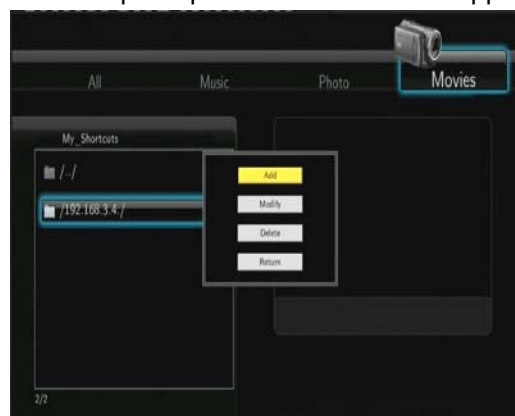 All Music Photo Movies
My_Shortcuts
/../
/192.168.3.4./
Add
Modify
Delete
Return
2/2